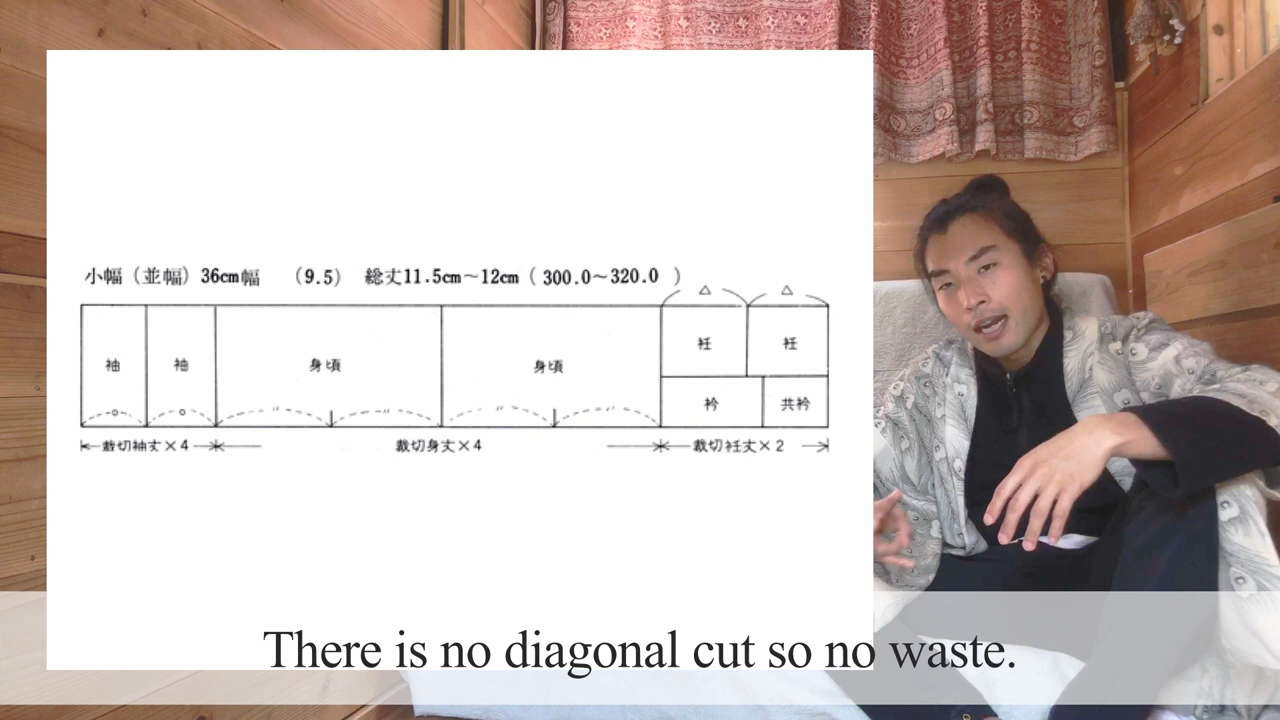 小幅（並幅）36cm幅 （9.5） 総丈11.5cm～12cm（ 300.0～320.0 ）
△ △
袖 袖 身頃 身頃 衽 衽
衿 共衿
裁切袖丈×4 裁切身丈×4 裁切衽丈×2
There is no diagonal cut so no waste.